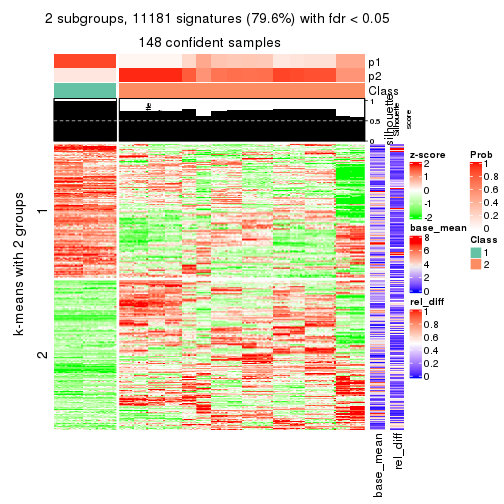 2 subgroups, 11181 signatures (79.6%) with fdr < 0.05
148 confident samples
p1
p2
Class
1
0.5
0
silhouette
Silhouette
score
k-means with 2 groups
1
2
base_mean
rel_diff
z-score
2
1
0
-1
-2
base_mean
8
6
4
2
0
rel_diff
1
0.8
0.6
0.4
0.2
0
Prob
1
0.8
0.6
0.4
0.2
0
Class
1
2